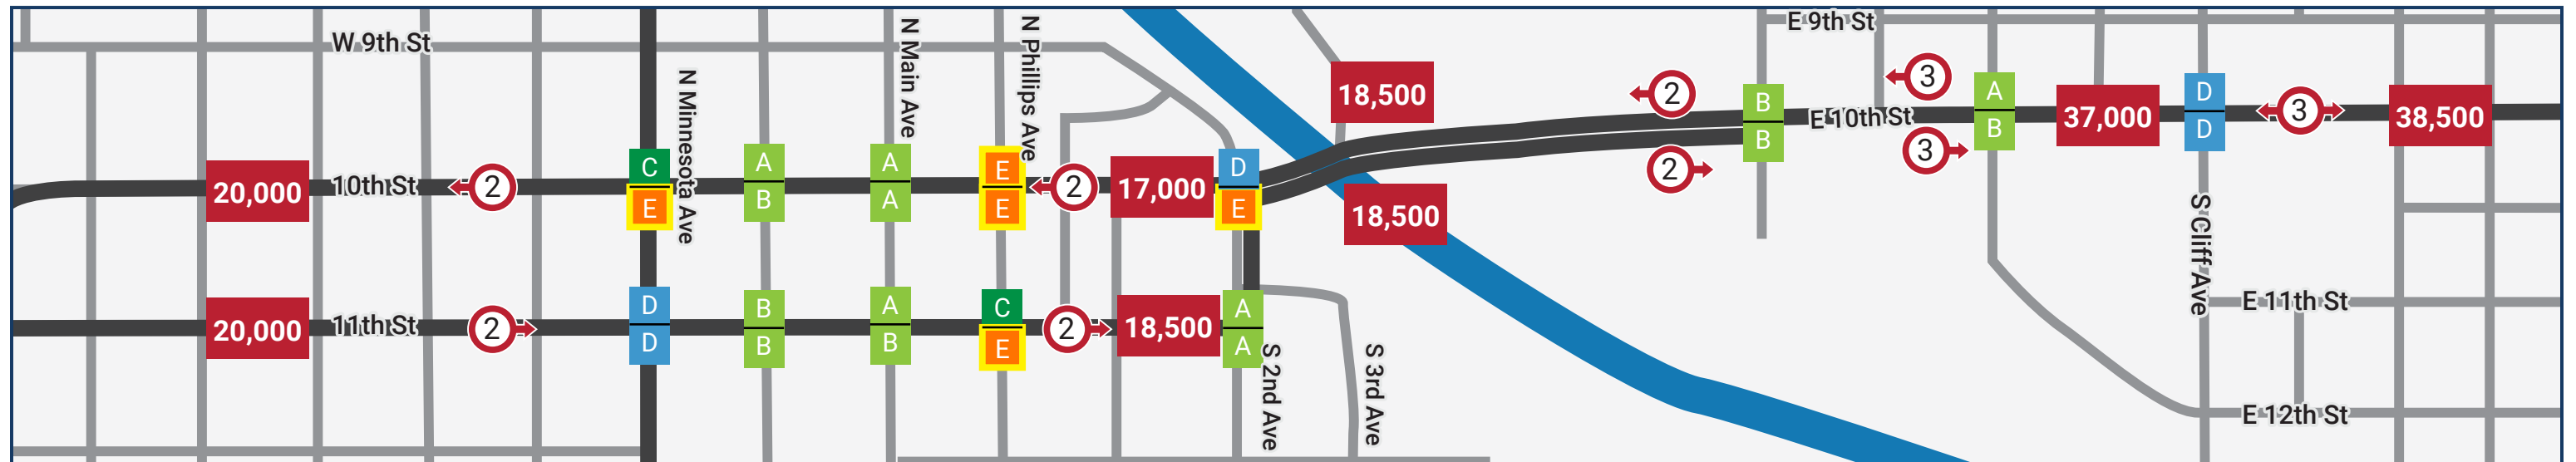 W 9th St
N Minnesota Ave
N Main Ave
N Phillips Ave
E 9th St
18,500
2
B
B
E 10th St
3
3
A
B
37,000
D
D
3
38,500
20,000
10th St
2
C
E
A
B
A
A
E
E
2
17,000
D
E
18,500
2
S Cliff Ave
20,000
11th St
2
D
D
B
B
A
B
C
E
2
18,500
A
A
S 2nd Ave
S 3rd Ave
E 11th St
E 12th St